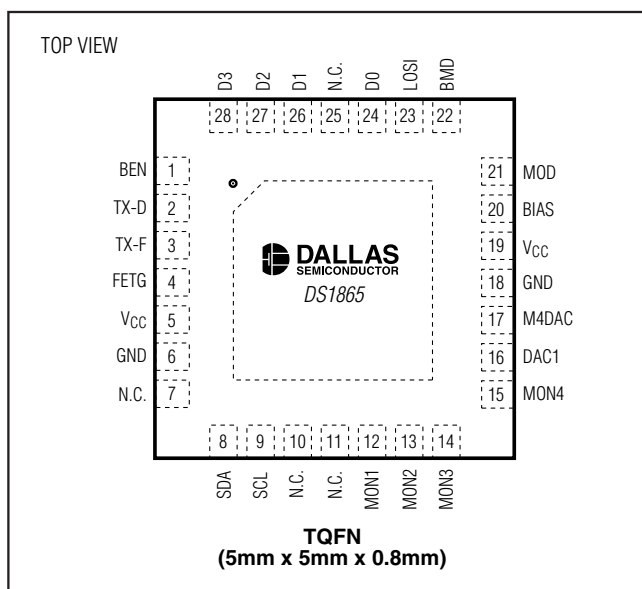 TOP VIEW
D3 D2 D1 N.C. D0 LOSI BMD
28 27 26 25 24 23 22
BEN 1
TX-D 2
TX-F 3
FETG 4
VCC 5
GND 6
N.C. 7
DALLAS
SEMICONDUCTOR
DS1865
21 MOD
20 BIAS
19 VCC
18 GND
17 M4DAC
16 DAC1
15 MON4
8 9 10 11 12 13 14
SDA SCL N.C. N.C. MON1 MON2 MON3
TQFN
(5mm x 5mm x 0.8mm)